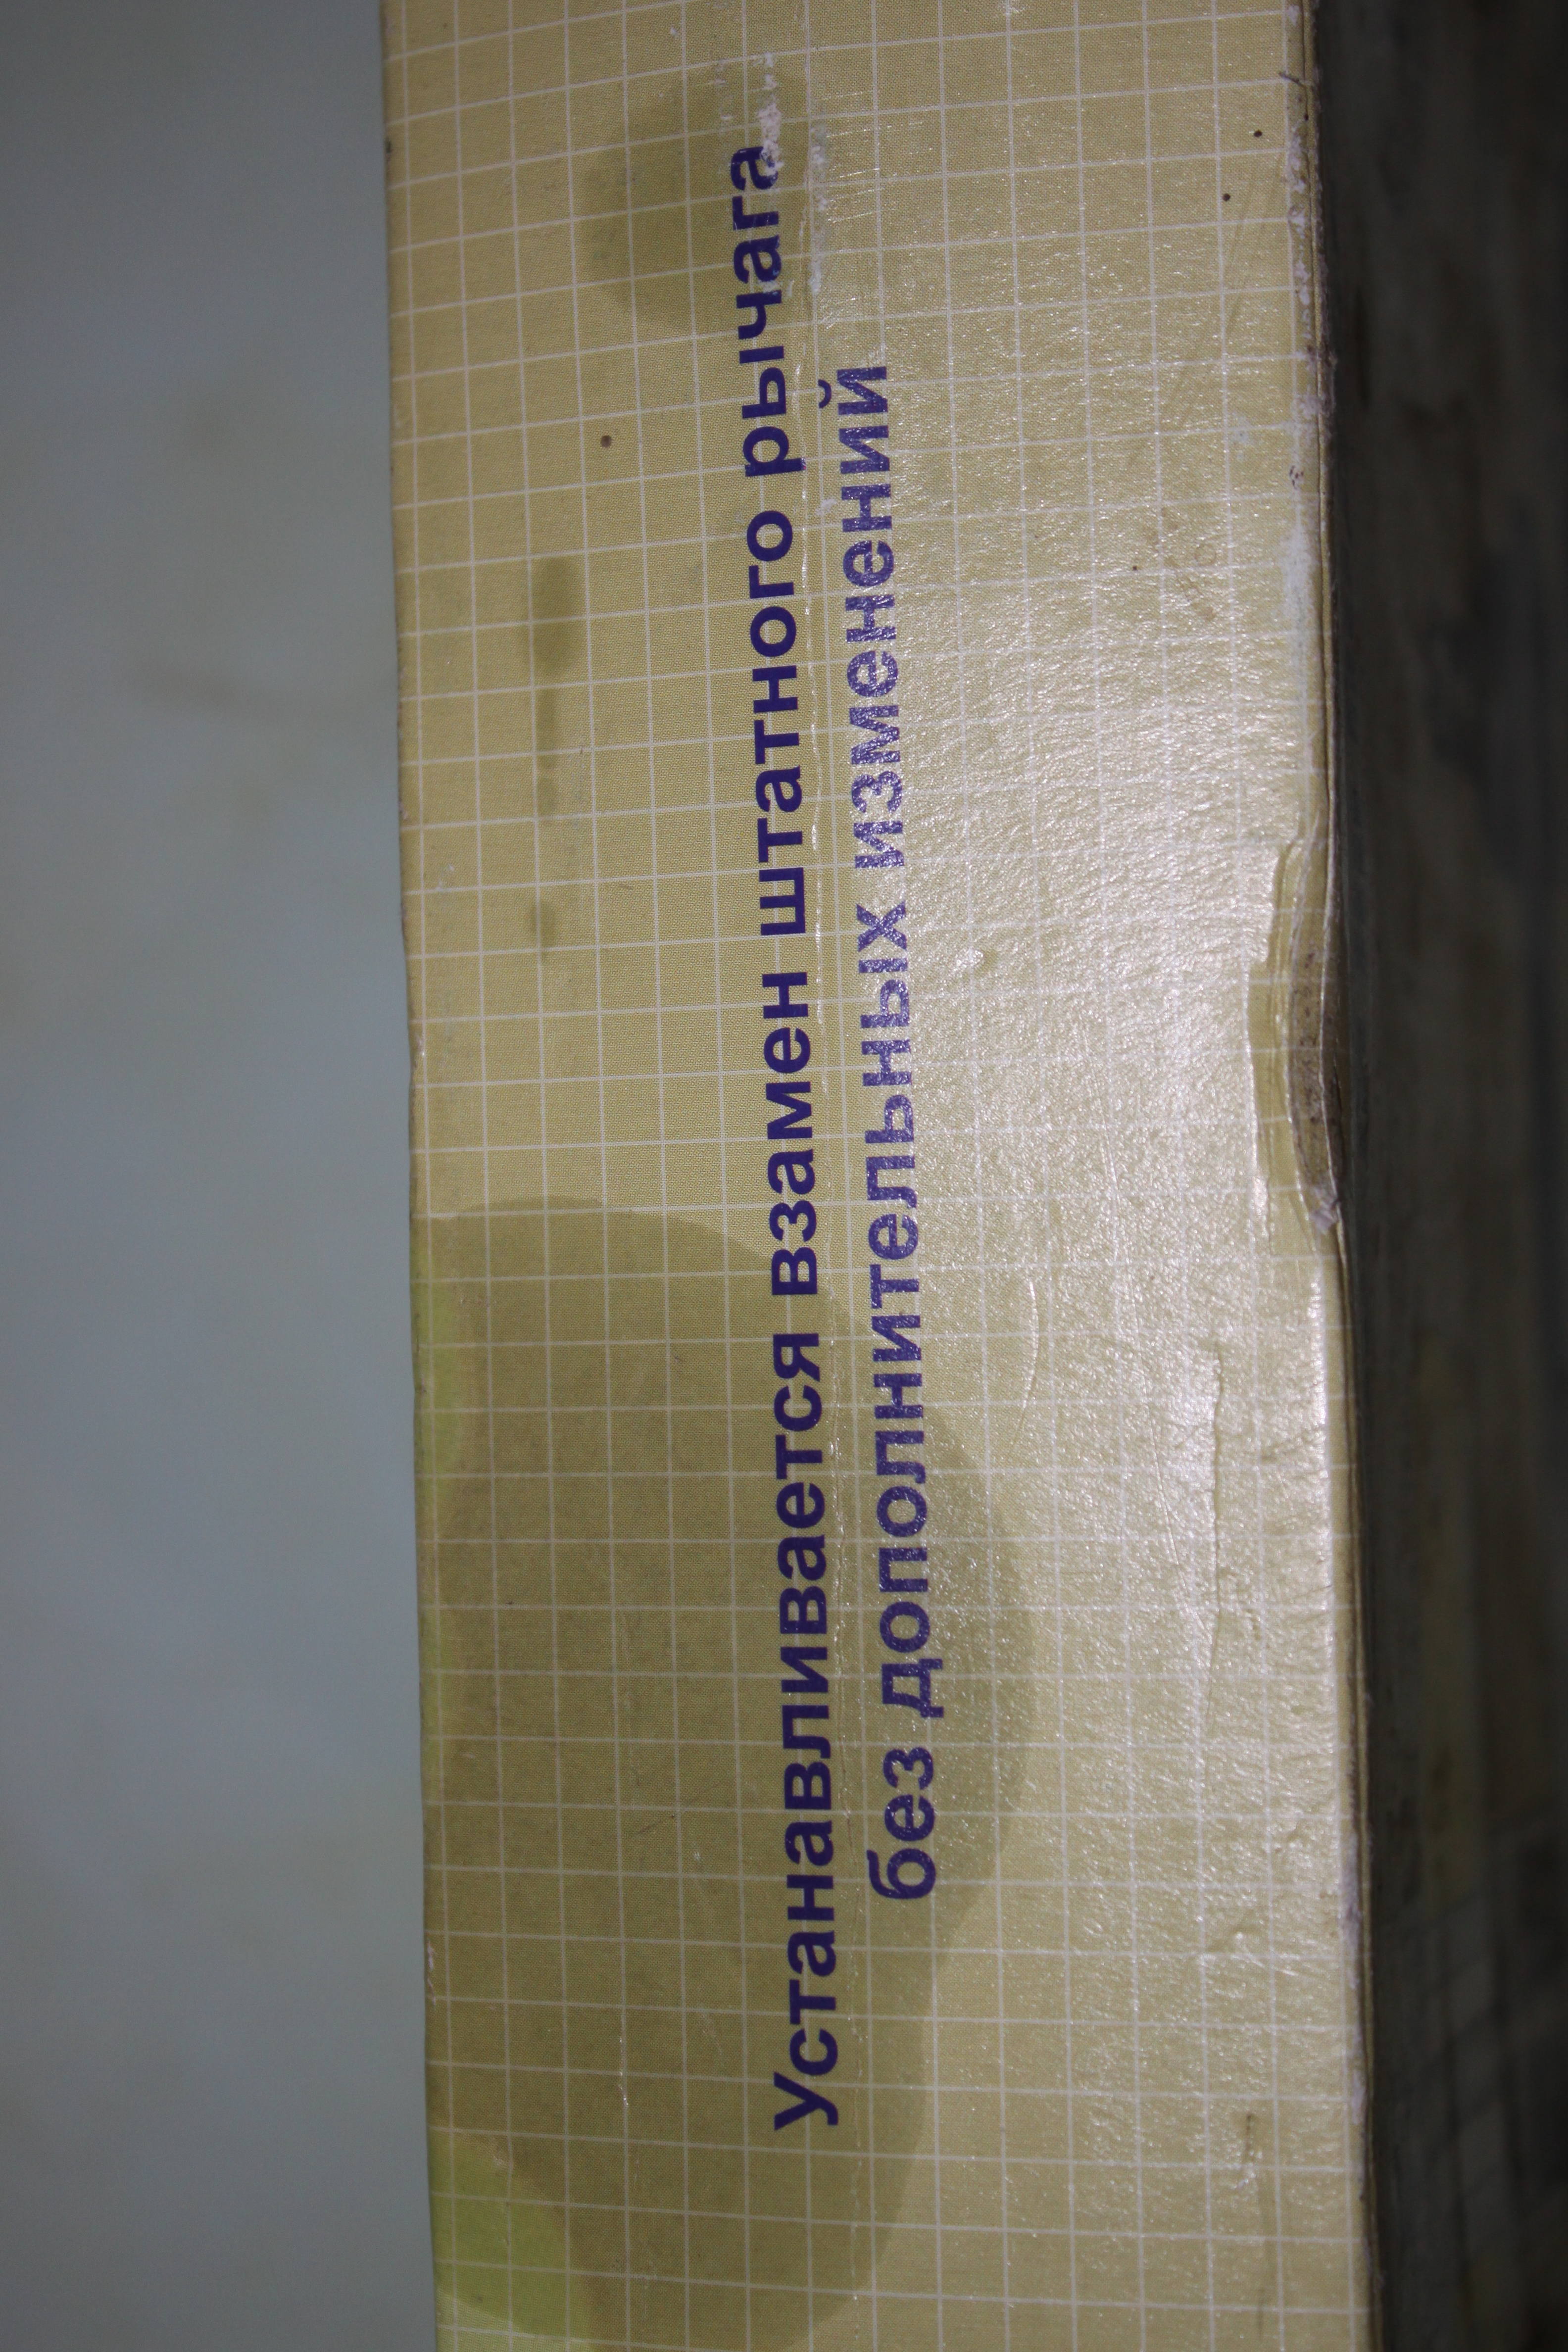 Устанавливается взамен штатного рычага
без дополнительных изменений